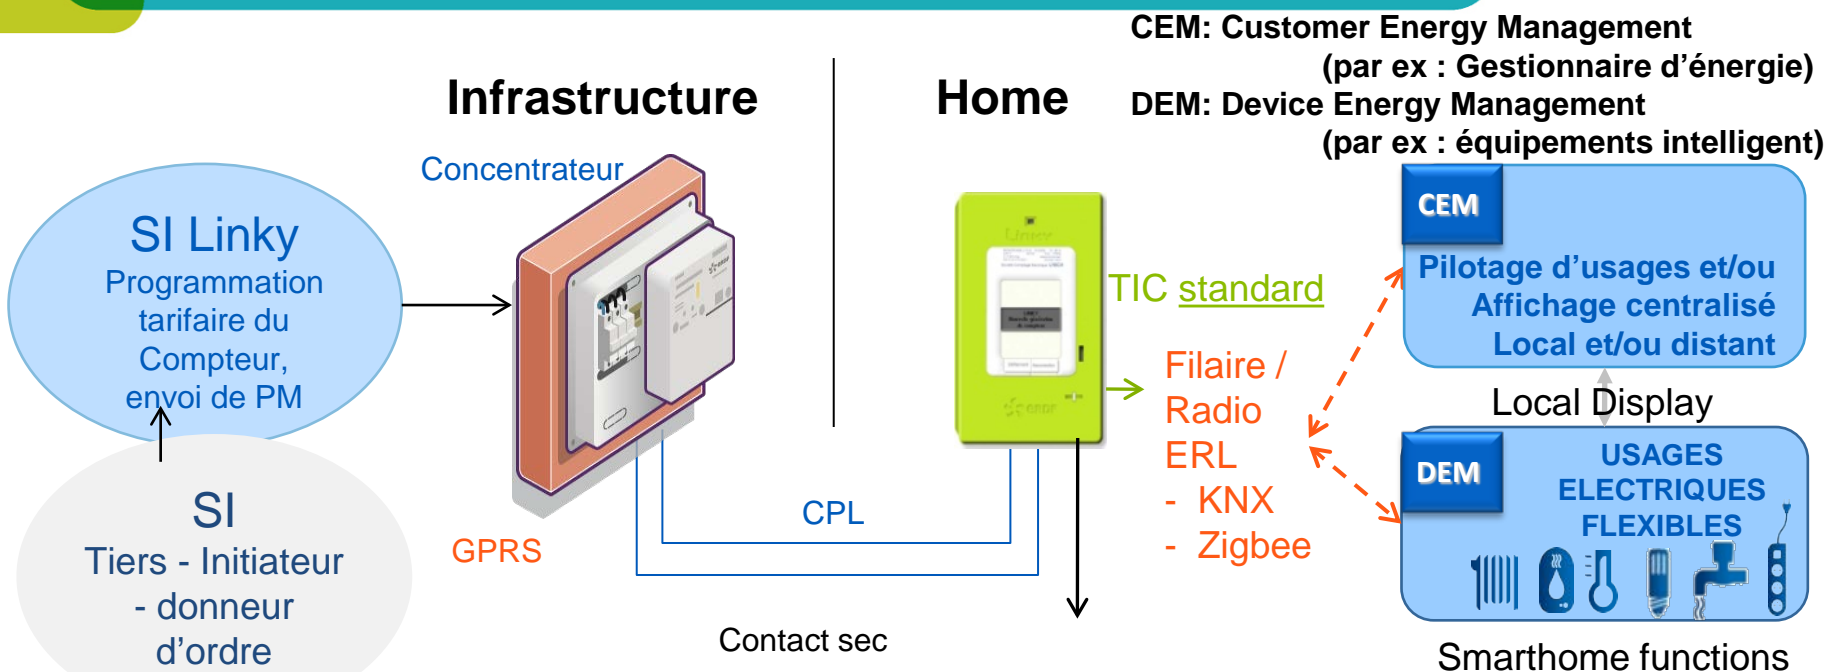 CEM: Customer Energy Management
(par ex : Gestionnaire d'énergie)
DEM: Device Energy Management
(par ex : équipements intelligent)
Infrastructure
Home
Concentrateur
SI Linky
Programmation
tarifaire du
Compteur,
envoi de PM
SI
Tiers - Initiateur
- donneur
d'ordre
GPRS
CPL
Contact sec
Linky
erdf
TIC standard
Filaire /
Radio
ERL
- KNX
- Zigbee
CEM
Pilotage d'usages et/ou
Affichage centralisé
Local et/ou distant
Local Display
DEM
USAGES
ELECTRIQUES
FLEXIBLES
Smarthome functions